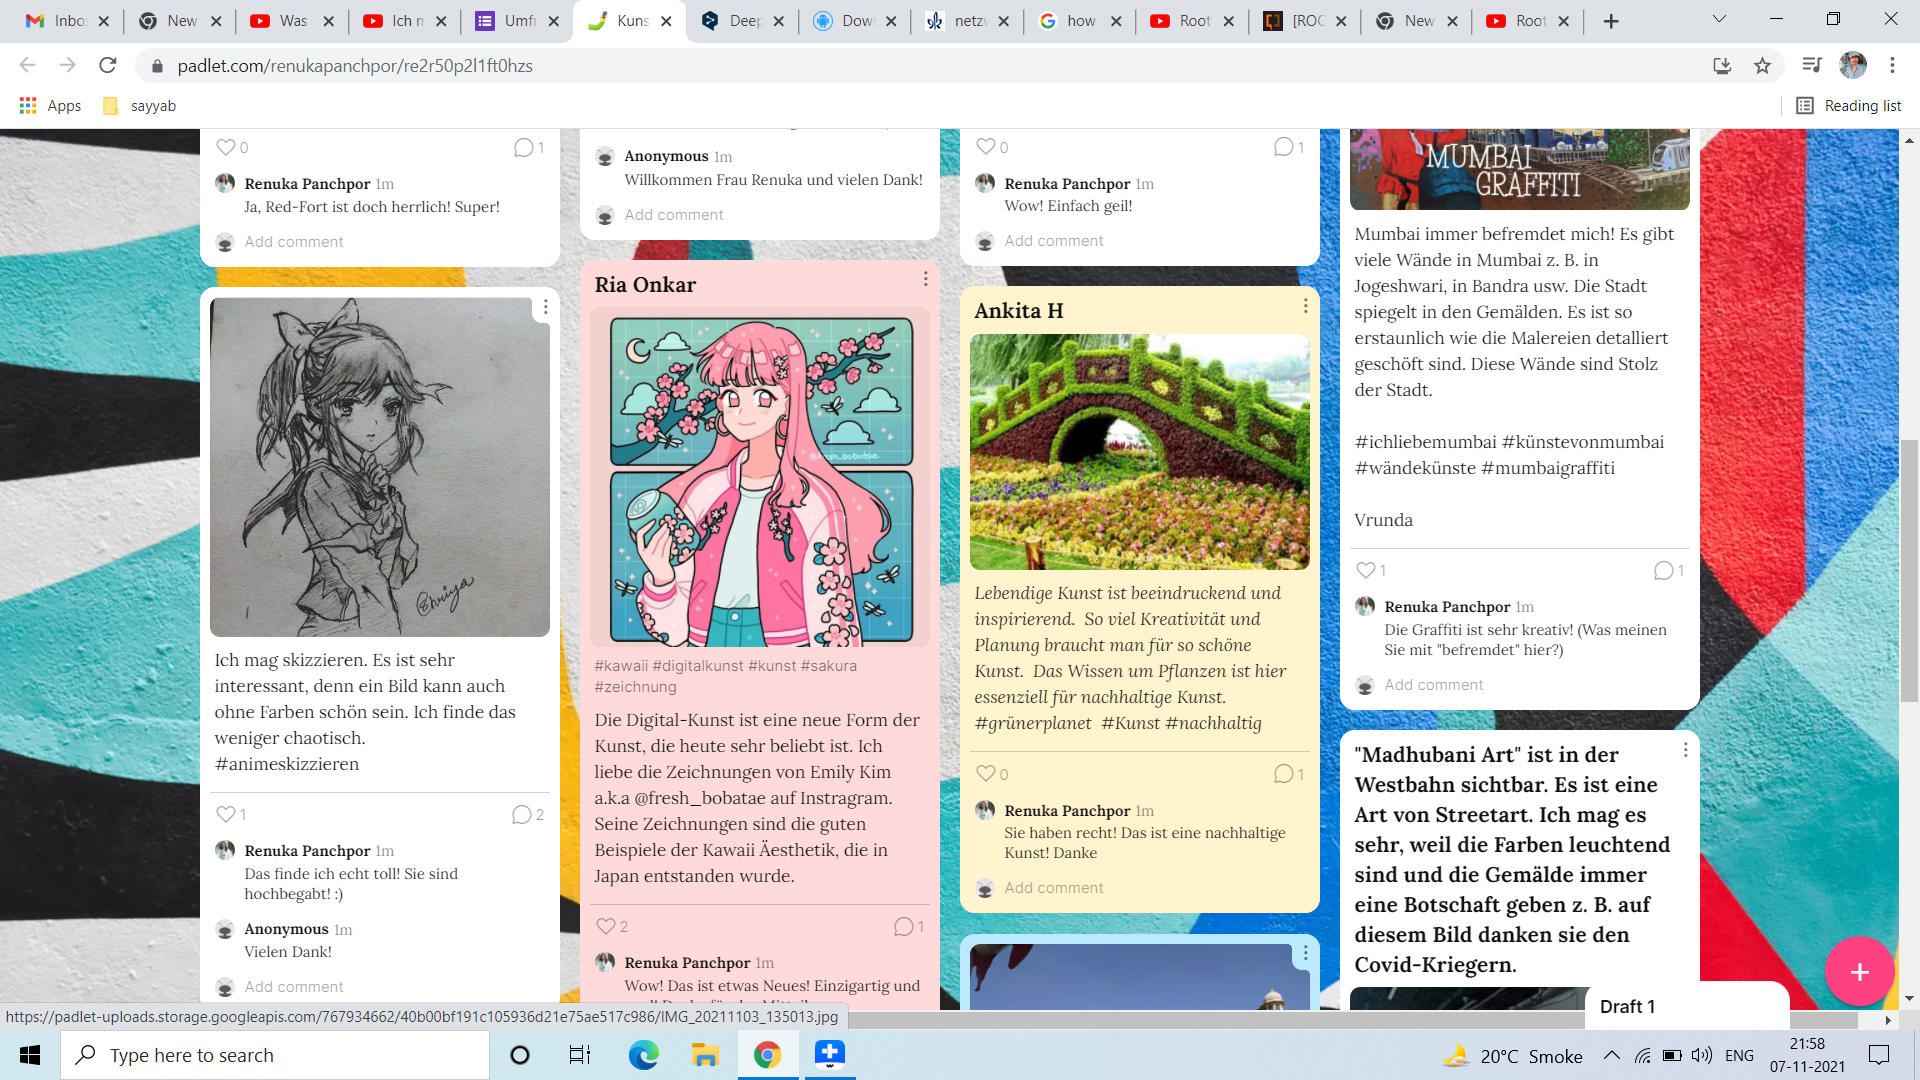 Inbo
New
Was
Ich m
Umfr
Kuns
Deep
Dow
netzv
how
Root
[ROC
New
Root
padlet.com/renukapanchpor/re2r50p2l1ft0hzs
Apps
sayyab
Reading list
0
1
Renuka Panchpor 1m
Ja, Red-Fort ist doch herrlich! Super!
Add comment
Ich mag skizzieren. Es ist sehr
interessant, denn ein Bild kann auch
ohne Farben schön sein. Ich finde das
weniger chaotisch.
#animeskizzieren
1
2
Renuka Panchpor 1m
Das finde ich echt toll! Sie sind
hochbegabt! :)
Anonymous 1m
Vielen Dank!
Add comment
Anonymous 1m
Willkommen Frau Renuka und vielen Dank!
Add comment
Ria Onkar
@fresh_bobatae
#kawaii #digitalkunst #kunst #sakura
#zeichnung
Die Digital-Kunst ist eine neue Form der
Kunst, die heute sehr beliebt ist. Ich
liebe die Zeichnungen von Emily Kim
a.k.a @fresh_bobatae auf Instragram.
Seine Zeichnungen sind die guten
Beispiele der Kawaii Äesthetik, die in
Japan entstanden wurde.
2
1
Renuka Panchpor 1m
Wow! Das ist etwas Neues! Einzigartig und
0
1
Renuka Panchpor 1m
Wow! Einfach geil!
Add comment
Ankita H
Lebendige Kunst ist beeindruckend und
inspirierend.  So viel Kreativität und
Planung braucht man für so schöne
Kunst.  Das Wissen um Pflanzen ist hier
essenziell für nachhaltige Kunst.
#grünerplanet  #Kunst #nachhaltig
0
1
Renuka Panchpor 1m
Sie haben recht! Das ist eine nachhaltige
Kunst! Danke
Add comment
MUMBAI
GRAFFITI
Mumbai immer befremdet mich! Es gibt
viele Wände in Mumbai z. B. in
Jogeshwari, in Bandra usw. Die Stadt
spiegelt in den Gemälden. Es ist so
erstaunlich wie die Malereien detalliert
geschöft sind. Diese Wände sind Stolz
der Stadt.
#ichliebemumbai #künstevonmumbai
#wändekünste #mumbaigraffiti
Vrunda
1
1
Renuka Panchpor 1m
Die Graffiti ist sehr kreativ! (Was meinen
Sie mit "befremdet" hier?)
Add comment
"Madhubani Art" ist in der
Westbahn sichtbar. Es ist eine
Art von Streetart. Ich mag es
sehr, weil die Farben leuchtend
sind und die Gemälde immer
eine Botschaft geben z. B. auf
diesem Bild danken sie den
Covid-Kriegern.
Draft 1
https://padlet-uploads.storage.googleapis.com/767934662/40b00bf191c105936d21e75ae517c986/IMG_20211103_135013.jpg
Type here to search
20°C Smoke
ENG
21:58
07-11-2021